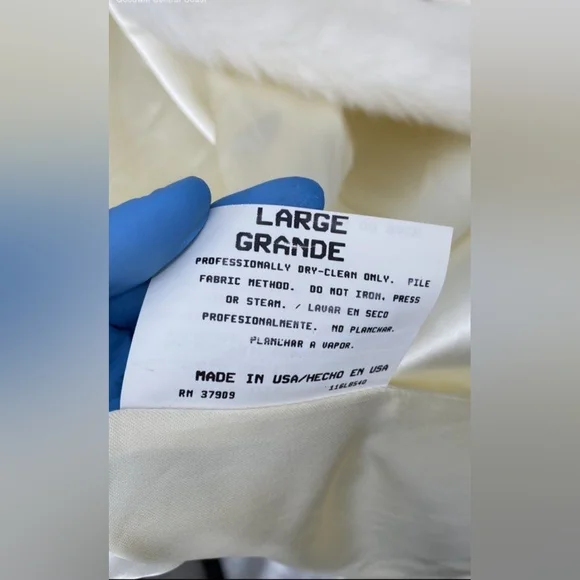 LARGE
GRANDE
PROFESSIONALLY DRY-CLEAN ONLY. PILE
FABRIC METHOD. DO NOT IRON, PRESS
OR STEAM. / LAVAR EN SECO
PROFESIONALMENTE. NO PLANCHAR.
PLANCHAR A VAPOR.
MADE IN USA/HECHO EN USA
RN 37909